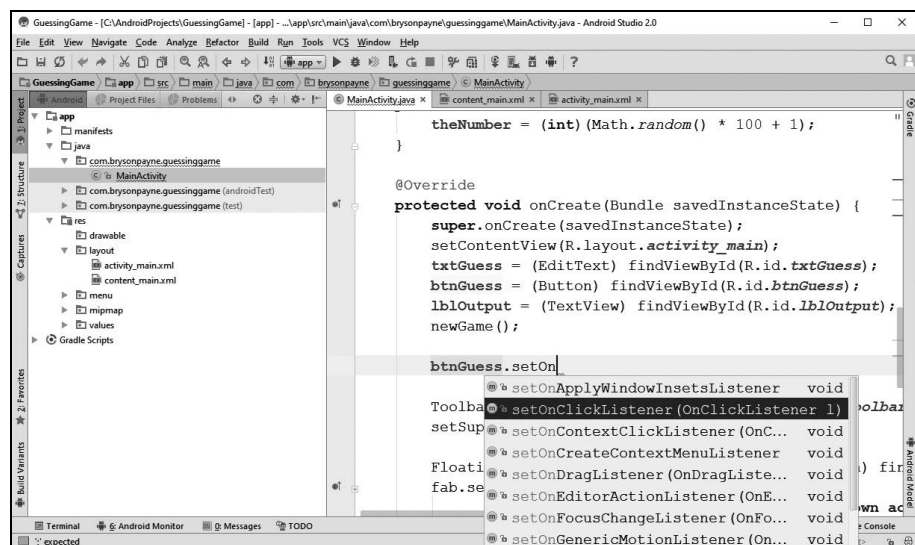 GuessingGame - [C:\AndroidProjects\GuessingGame] - [app] - ...\app\src\main\java\com\brysonpayne\guessinggame\MainActivity.java - Android Studio 2.0
File Edit View Navigate Code Analyze Refactor Build Run Tools VCS Window Help
app
GuessingGame app src main java com brysonpayne guessinggame MainActivity
Android Project Files Problems
MainActivity.java × content_main.xml × activity_main.xml ×
1: Project
Z: Structure
Captures
2: Favorites
Build Variants
app
manifests
java
com.brysonpayne.guessinggame
MainActivity
com.brysonpayne.guessinggame (androidTest)
com.brysonpayne.guessinggame (test)
res
drawable
layout
activity_main.xml
content_main.xml
menu
mipmap
values
Gradle Scripts
theNumber = (int)(Math.random() * 100 + 1);
}
@Override
protected void onCreate(Bundle savedInstanceState) {
super.onCreate(savedInstanceState);
setContentView(R.layout.activity_main);
txtGuess = (EditText) findViewById(R.id.txtGuess);
btnGuess = (Button) findViewById(R.id.btnGuess);
lblOutput = (TextView) findViewById(R.id.lblOutput);
newGame();
btnGuess.setOn
setOnApplyWindowInsetsListener void
Toolba setOnClickListener(OnClickListener l) oolbar
setSup setOnContextClickListener(OnC... void
setOnCreateContextMenuListener void
Floati setOnDragListener(OnDragListe... void ) fin
fab.se setOnEditorActionListener(OnE... void
setOnFocusChangeListener(OnFo... void wn ac
setOnGenericMotionListener(On... void
Gradle
Android Model
Terminal 6: Android Monitor 0: Messages TODO
e Console
';' expected